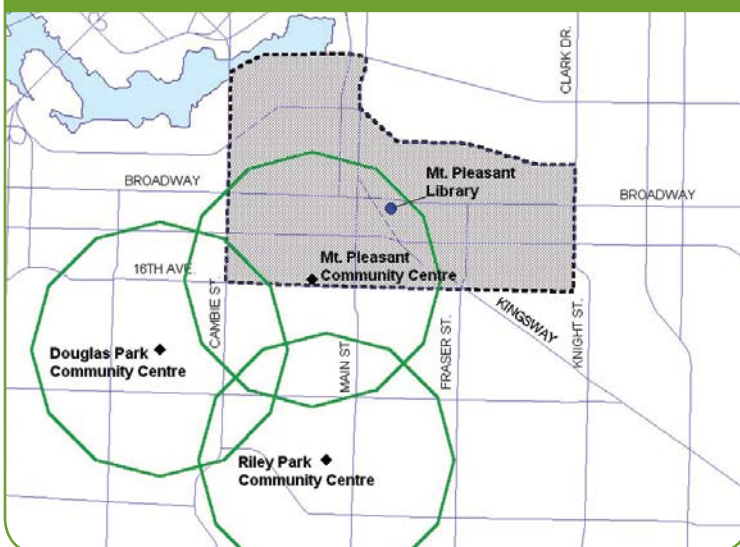 CLARK DR.
Mt. Pleasant
Library
BROADWAY
BROADWAY
Mt. Pleasant
Community Centre
16TH AVE.
CAMBIE ST.
KINGSWAY
MAIN ST.
FRASER ST.
KNIGHT ST.
Douglas Park
Community Centre
Riley Park
Community Centre